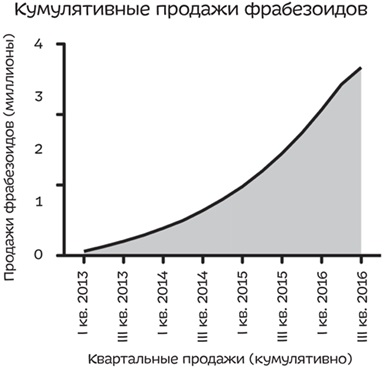 Кумулятивные продажи фрабезоидов
Продажи фрабезоидов (миллионы)
4
3
2
1
0
I кв. 2013
III кв. 2013
I кв. 2014
III кв. 2014
I кв. 2015
III кв. 2015
I кв. 2016
III кв. 2016
Квартальные продажи (кумулятивно)